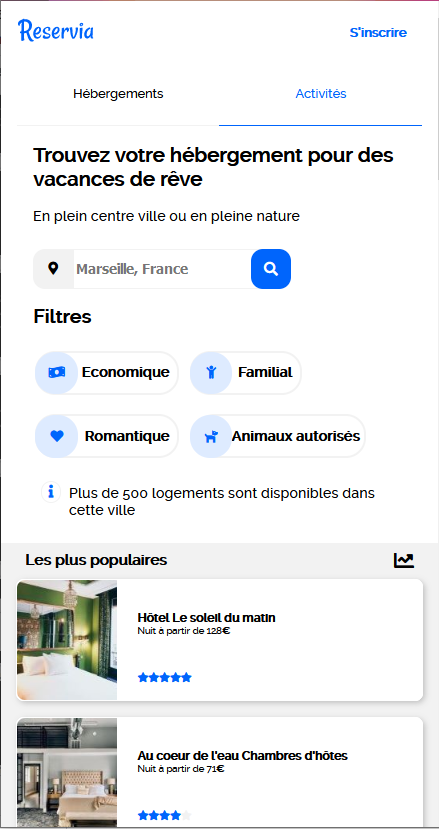 Reservia
S'inscrire
Hébergements
Activités
Trouvez votre hébergement pour des
vacances de rêve
En plein centre ville ou en pleine nature
Marseille, France
Filtres
Economique
Familial
Romantique
Animaux autorisés
Plus de 500 logements sont disponibles dans
cette ville
Les plus populaires
Hôtel Le soleil du matin
Nuit à partir de 128€
Au coeur de l'eau Chambres d'hôtes
Nuit à partir de 71€